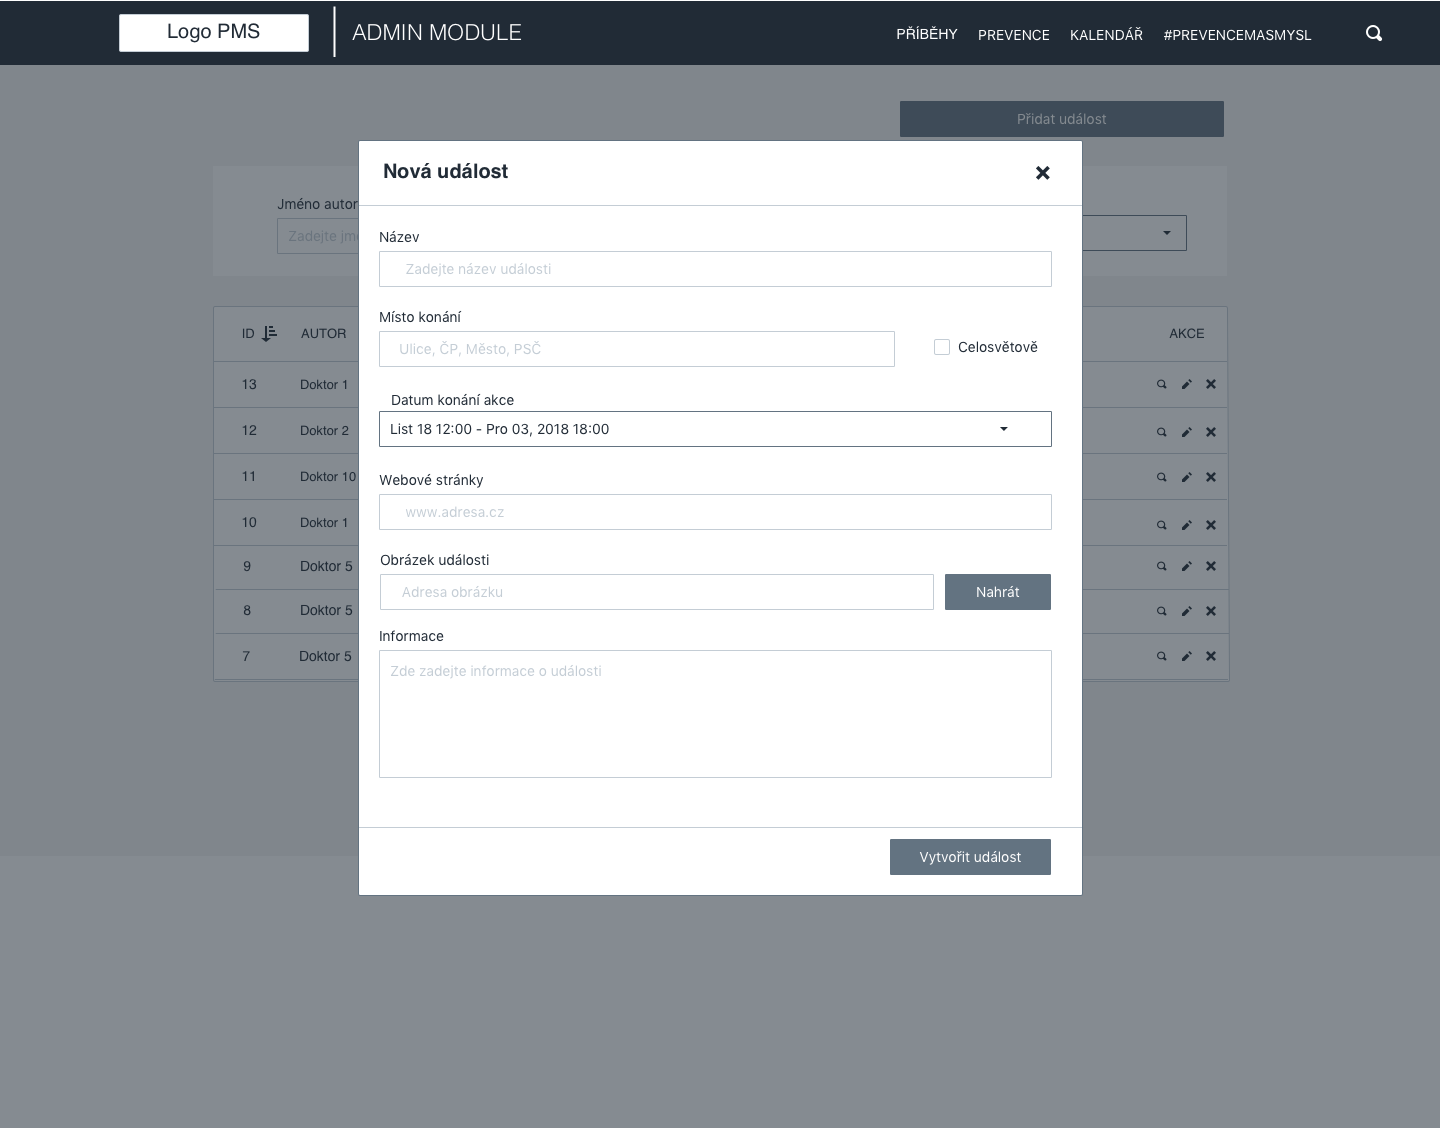 Logo PMS
ADMIN MODULE
PŘÍBĚHY
PREVENCE
KALENDÁŘ
#PREVENCEMASMYSL
Přidat událost
Jméno autor
Zadejte jm
Nová událost
Název
Zadejte název události
Místo konání
Ulice, ČP, Město, PSČ
Celosvětově
Datum konání akce
List 18 12:00 - Pro 03, 2018 18:00
Webové stránky
www.adresa.cz
Obrázek události
Adresa obrázku
Nahrát
Informace
Zde zadejte informace o události
Vytvořit událost
ID AUTOR AKCE
13 Doktor 1
12 Doktor 2
11 Doktor 10
10 Doktor 1
9 Doktor 5
8 Doktor 5
7 Doktor 5